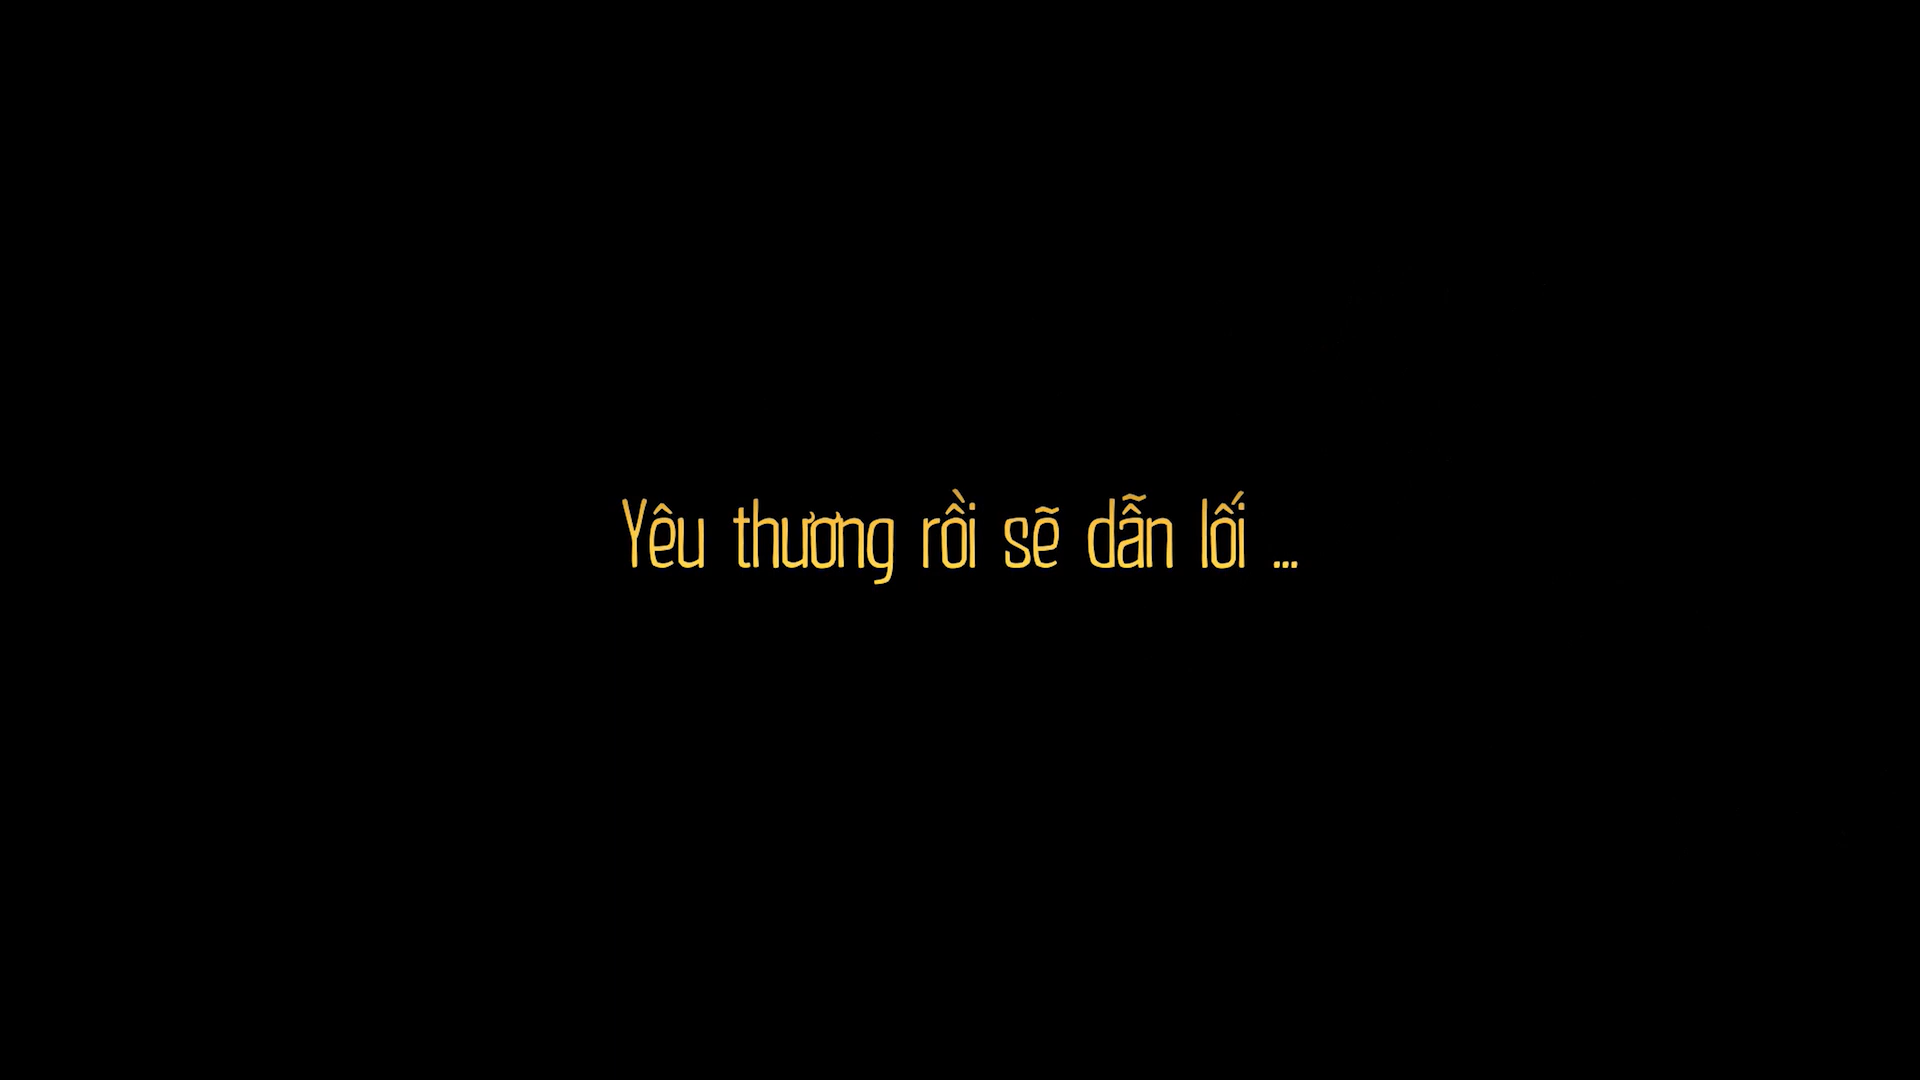 Yêu thương rồi sẽ dẫn lối ...